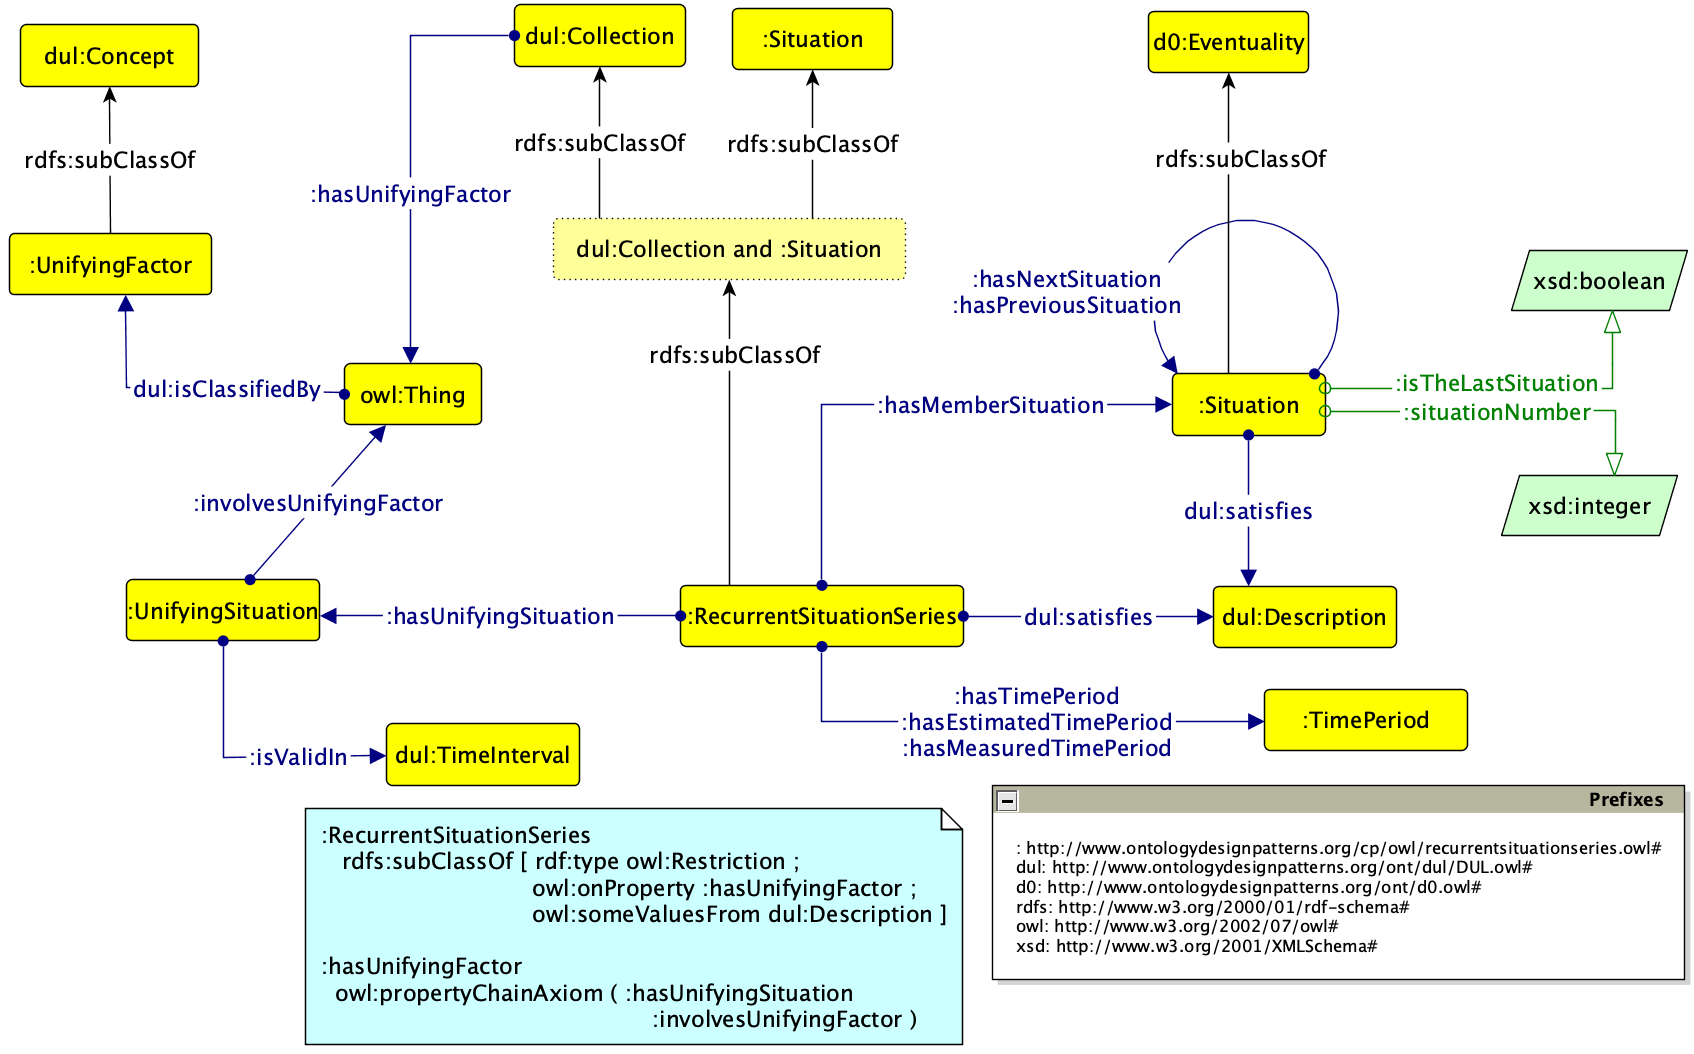 dul:Concept
dul:Collection
:Situation
d0:Eventuality
rdfs:subClassOf
rdfs:subClassOf
rdfs:subClassOf
rdfs:subClassOf
:hasUnifyingFactor
:UnifyingFactor
dul:Collection and :Situation
:hasNextSituation
:hasPreviousSituation
xsd:boolean
rdfs:subClassOf
dul:isClassifiedBy
owl:Thing
:hasMemberSituation
:Situation
:isTheLastSituation
:situationNumber
:involvesUnifyingFactor
dul:satisfies
xsd:integer
:UnifyingSituation
:hasUnifyingSituation
:RecurrentSituationSeries
dul:satisfies
dul:Description
:hasTimePeriod
:hasEstimatedTimePeriod
:hasMeasuredTimePeriod
:TimePeriod
:isValidIn
dul:TimeInterval
:RecurrentSituationSeries
rdfs:subClassOf [ rdf:type owl:Restriction ;
owl:onProperty :hasUnifyingFactor ;
owl:someValuesFrom dul:Description ]
:hasUnifyingFactor
owl:propertyChainAxiom ( :hasUnifyingSituation
:involvesUnifyingFactor )
Prefixes
: http://www.ontologydesignpatterns.org/cp/owl/recurrentsituationseries.owl#
dul: http://www.ontologydesignpatterns.org/ont/dul/DUL.owl#
d0: http://www.ontologydesignpatterns.org/ont/d0.owl#
rdfs: http://www.w3.org/2000/01/rdf-schema#
owl: http://www.w3.org/2002/07/owl#
xsd: http://www.w3.org/2001/XMLSchema#